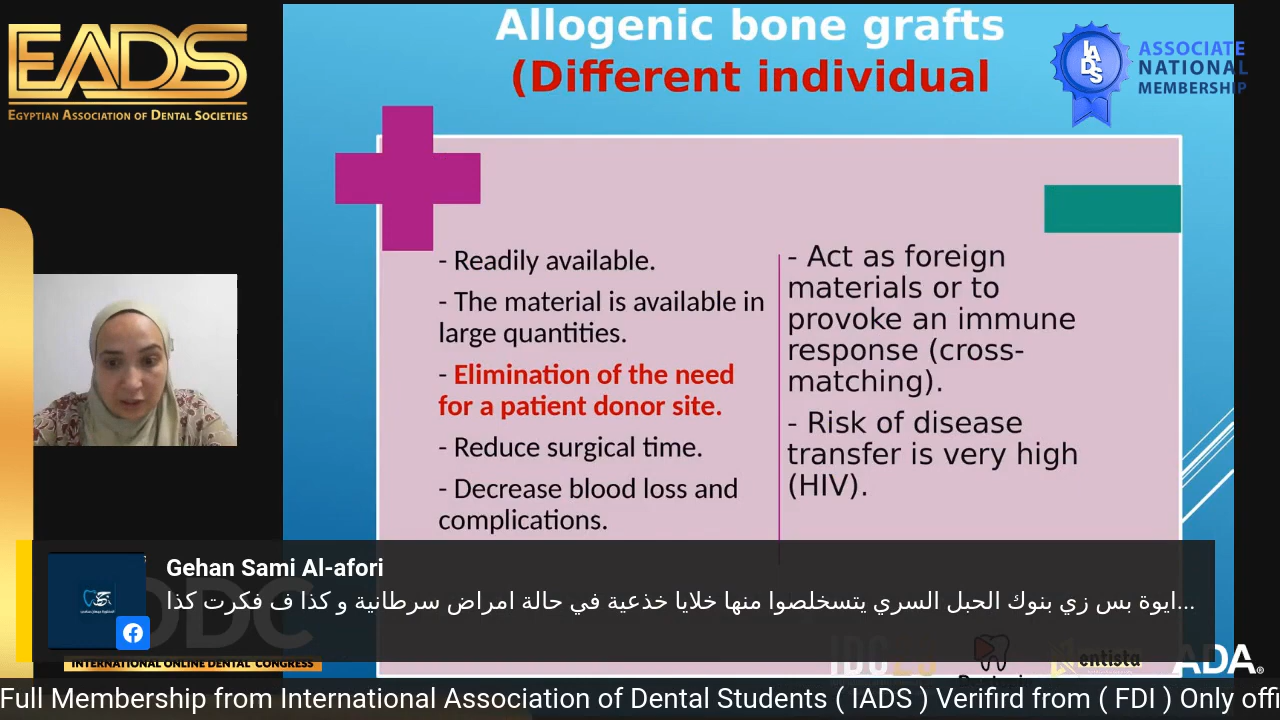 EADS
EGYPTIAN ASSOCIATION OF DENTAL SOCIETIES
Allogenic bone grafts
(Different individual
IADS
ASSOCIATE
NATIONAL
MEMBERSHIP
- Readily available.
- The material is available in
large quantities.
- Elimination of the need
for a patient donor site.
- Reduce surgical time.
- Decrease blood loss and
complications.
- Act as foreign
materials or to
provoke an immune
response (cross-
matching).
- Risk of disease
transfer is very high
(HIV).
Gehan Sami Al-afori
ايوة بس زي بنوك الحبل السري يتسخلصوا منها خلايا خذعية في حالة امراض سرطانية و كذا ف فكرت كذا...
INTERNATIONAL ONLINE DENTAL CONGRESS
ADA
Full Membership from International Association of Dental Students ( IADS ) Verifird from ( FDI ) Only offi